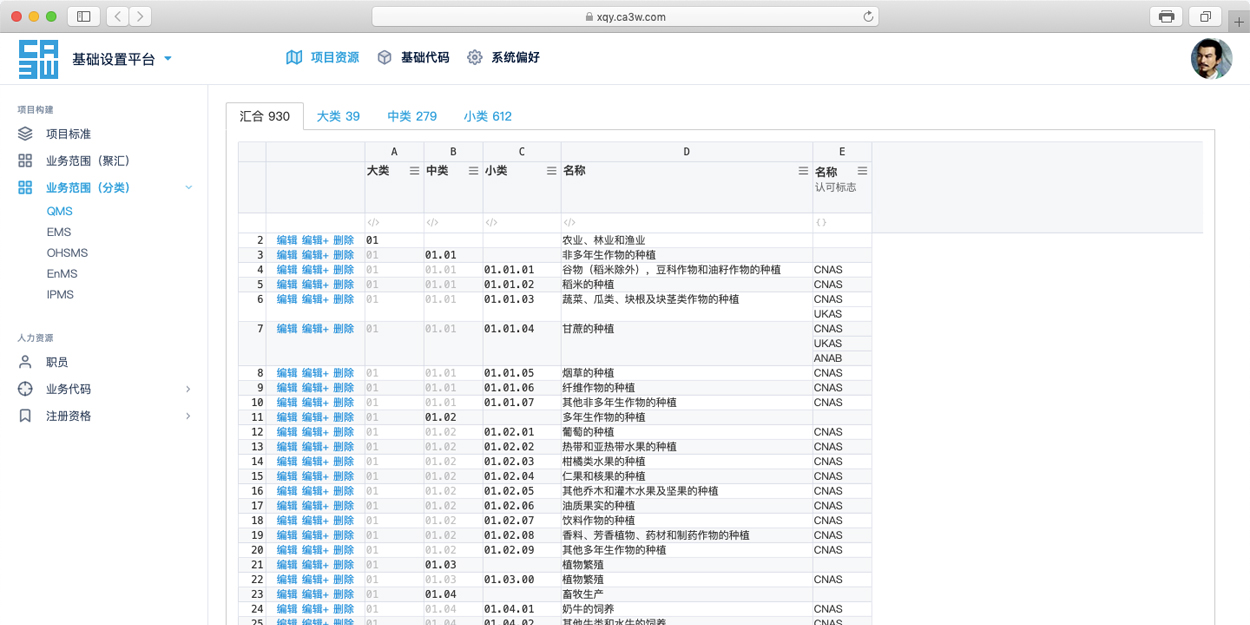 xqy.ca3w.com
CA3W
基础设置平台
项目资源
基础代码
系统偏好
项目构建
项目标准
业务范围（聚汇）
业务范围（分类）
QMS
EMS
OHSMS
EnMS
IPMS
人力资源
职员
业务代码
注册资格
汇合 930 大类 39 中类 279 小类 612
A B C D E
大类 中类 小类 名称 名称
认可标志
</> </> </> </> { }
2 编辑 编辑+ 删除 01 农业、林业和渔业
3 编辑 编辑+ 删除 01 01.01 非多年生作物的种植
4 编辑 编辑+ 删除 01 01.01 01.01.01 谷物（稻米除外），豆科作物和油籽作物的种植 CNAS
5 编辑 编辑+ 删除 01 01.01 01.01.02 稻米的种植 CNAS
6 编辑 编辑+ 删除 01 01.01 01.01.03 蔬菜、瓜类、块根及块茎类作物的种植 CNAS
UKAS
7 编辑 编辑+ 删除 01 01.01 01.01.04 甘蔗的种植 CNAS
UKAS
ANAB
8 编辑 编辑+ 删除 01 01.01 01.01.05 烟草的种植 CNAS
9 编辑 编辑+ 删除 01 01.01 01.01.06 纤维作物的种植 CNAS
10 编辑 编辑+ 删除 01 01.01 01.01.07 其他非多年生作物的种植 CNAS
11 编辑 编辑+ 删除 01 01.02 多年生作物的种植
12 编辑 编辑+ 删除 01 01.02 01.02.01 葡萄的种植 CNAS
13 编辑 编辑+ 删除 01 01.02 01.02.02 热带和亚热带水果的种植 CNAS
14 编辑 编辑+ 删除 01 01.02 01.02.03 柑橘类水果的种植 CNAS
15 编辑 编辑+ 删除 01 01.02 01.02.04 仁果和核果的种植 CNAS
16 编辑 编辑+ 删除 01 01.02 01.02.05 其他乔木和灌木水果及坚果的种植 CNAS
17 编辑 编辑+ 删除 01 01.02 01.02.06 油质果实的种植 CNAS
18 编辑 编辑+ 删除 01 01.02 01.02.07 饮料作物的种植 CNAS
19 编辑 编辑+ 删除 01 01.02 01.02.08 香料、芳香植物、药材和制药作物的种植 CNAS
20 编辑 编辑+ 删除 01 01.02 01.02.09 其他多年生作物的种植 CNAS
21 编辑 编辑+ 删除 01 01.03 植物繁殖
22 编辑 编辑+ 删除 01 01.03 01.03.00 植物繁殖 CNAS
23 编辑 编辑+ 删除 01 01.04 畜牧生产
24 编辑 编辑+ 删除 01 01.04 01.04.01 奶牛的饲养 CNAS
25 编辑 编辑+ 删除 01 01.04 01.04.02 其他牛类和水牛的饲养 CNAS